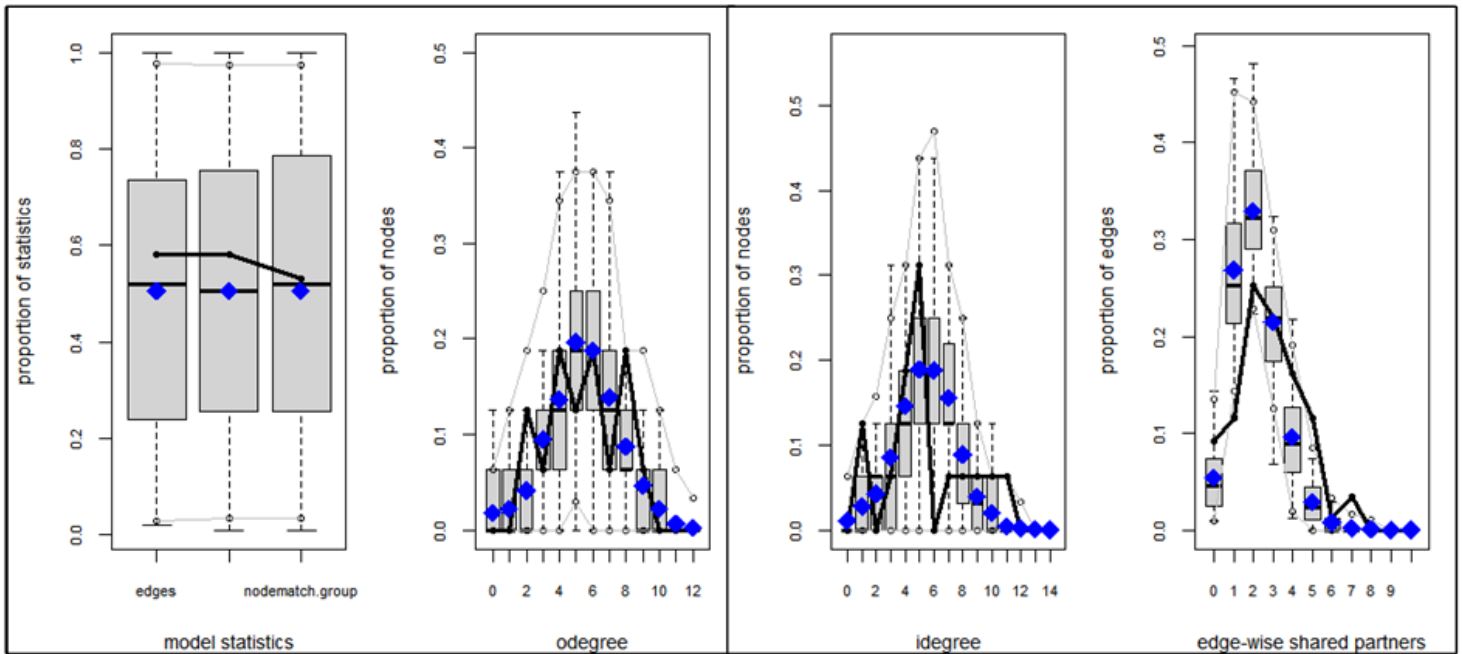 proportion of statistics
1.0
0.8
0.6
0.4
0.2
0.0
edges
nodematch.group
model statistics
proportion of nodes
0.5
0.4
0.3
0.2
0.1
0.0
0 2 4 6 8 10 12
odegree
proportion of nodes
0.5
0.4
0.3
0.2
0.1
0.0
0 2 4 6 8 10 12 14
idegree
proportion of edges
0.5
0.4
0.3
0.2
0.1
0.0
0 1 2 3 4 5 6 7 8 9
edge-wise shared partners